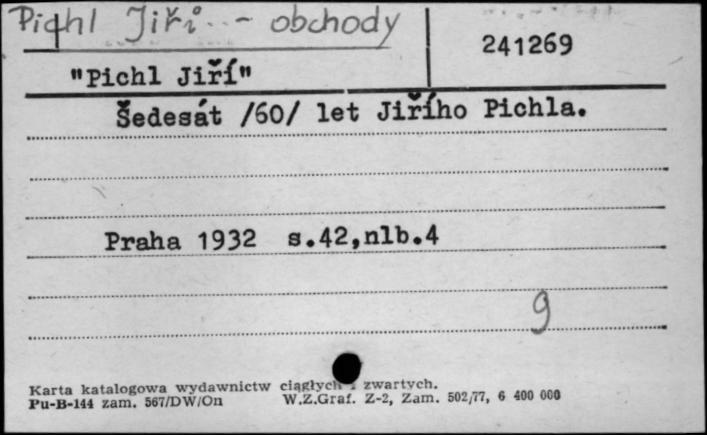 Pichl Jiří - obchody
241269
"Pichl Jiří"
Šedesát /60/ let Jiřího Pichla.
Praha 1932 s.42,nlb.4
9
Karta katalogowa wydawnictw ciągłych i zwartych.
Pu-B-144 zam. 567/DW/On W.Z.Graf. Z-2, Zam. 502/77, 6 400 000